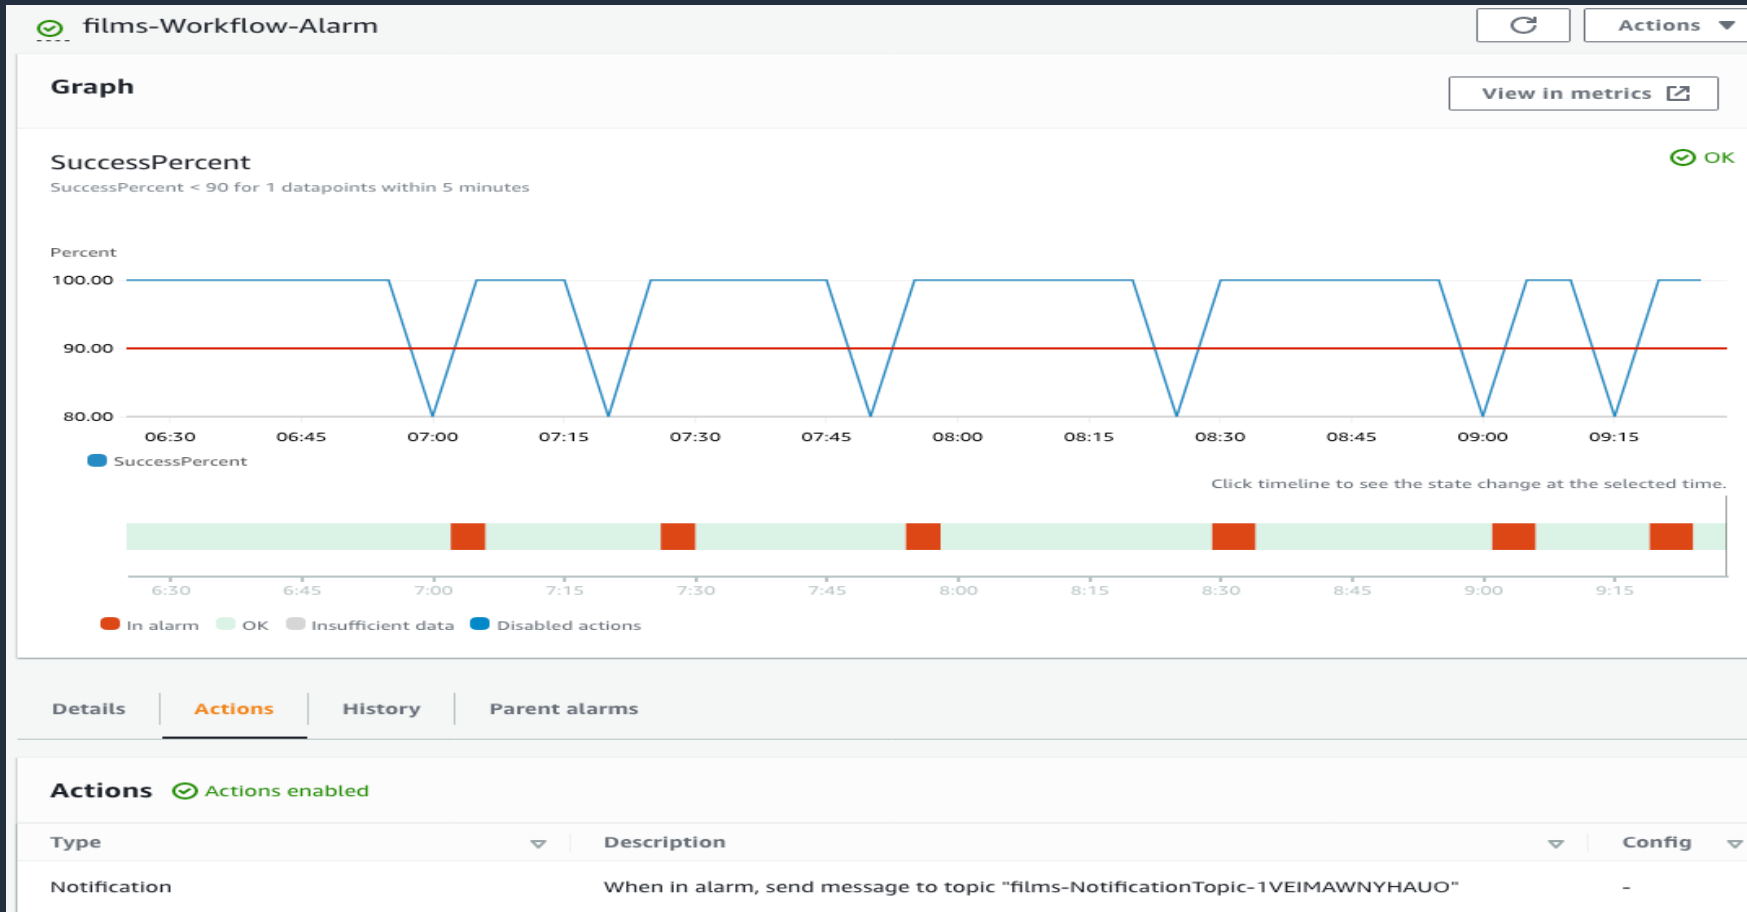 films-Workflow-Alarm
Actions
Graph
View in metrics
SuccessPercent
OK
SuccessPercent < 90 for 1 datapoints within 5 minutes
Percent
100.00
90.00
80.00
06:30 06:45 07:00 07:15 07:30 07:45 08:00 08:15 08:30 08:45 09:00 09:15
SuccessPercent
Click timeline to see the state change at the selected time.
6:30 6:45 7:00 7:15 7:30 7:45 8:00 8:15 8:30 8:45 9:00 9:15
In alarm OK Insufficient data Disabled actions
Details Actions History Parent alarms
Actions Actions enabled
Type Description Config
Notification When in alarm, send message to topic "films-NotificationTopic-1VEIMAWNYHAUO" -